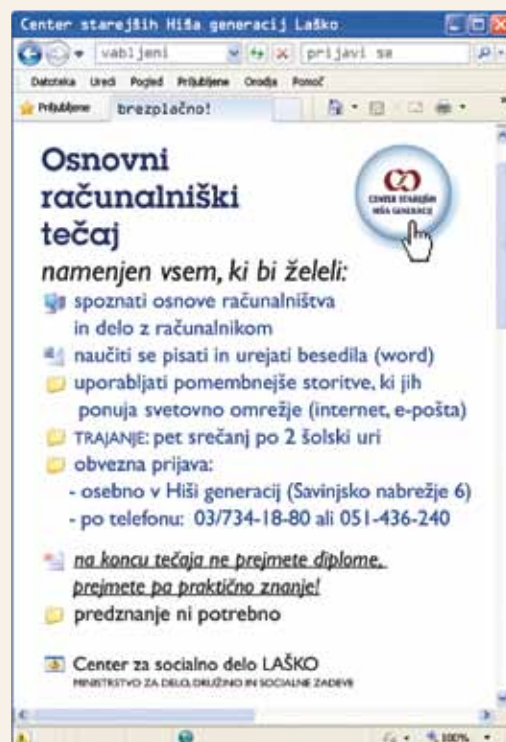 Center starejših Hiša generacij Laško
vabljeni
prijavi se
Datoteka Uredi Pogled Priljubljene Orodja Pomoč
Priljubljene
brezplačno!
Osnovni
računalniški
tečaj
CENTER STAREJŠIH
HIŠA GENERACIJ
namenjen vsem, ki bi želeli:
spoznati osnove računalništva
in delo z računalnikom
naučiti se pisati in urejati besedila (word)
uporabljati pomembnejše storitve, ki jih
ponuja svetovno omrežje (internet, e-pošta)
TRAJANJE: pet srečanj po 2 šolski uri
obvezna prijava:
- osebno v Hiši generacij (Savinjsko nabrežje 6)
- po telefonu: 03/734-18-80 ali 051-436-240
na koncu tečaja ne prejmete diplome,
prejmete pa praktično znanje!
predznanje ni potrebno
Center za socialno delo LAŠKO
MINISTRSTVO ZA DELO, DRUŽINO IN SOCIALNE ZADEVE
100%